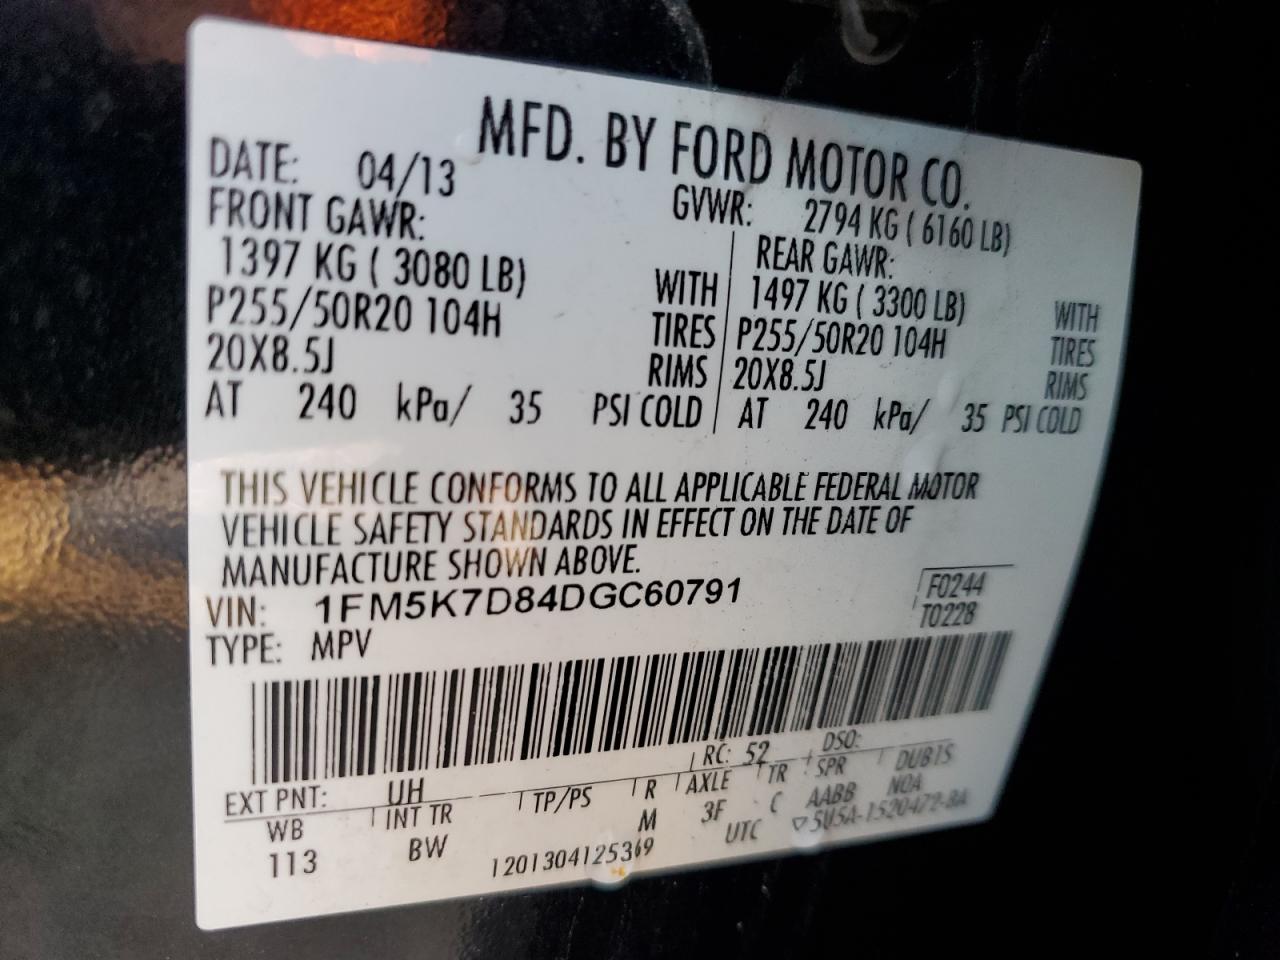 MFD. BY FORD MOTOR CO.
DATE: 04/13 GVWR: 2794 KG ( 6160 LB)
FRONT GAWR: REAR GAWR:
1397 KG ( 3080 LB) WITH 1497 KG ( 3300 LB) WITH
P255/50R20 104H TIRES P255/50R20 104H TIRES
20X8.5J RIMS 20X8.5J RIMS
AT 240 kPa/ 35 PSI COLD AT 240 kPa/ 35 PSI COLD
THIS VEHICLE CONFORMS TO ALL APPLICABLE FEDERAL MOTOR
VEHICLE SAFETY STANDARDS IN EFFECT ON THE DATE OF
MANUFACTURE SHOWN ABOVE.
VIN: 1FM5K7D84DGC60791 F0244
TYPE: MPV T0228
EXT PNT: UH RC: 52 DSO:
WB INT TR TP/PS R AXLE TR SPR DUB1S
113 BW M 3F C AABB NOA
1201304125369 UTC 5U5A-1520472-BA